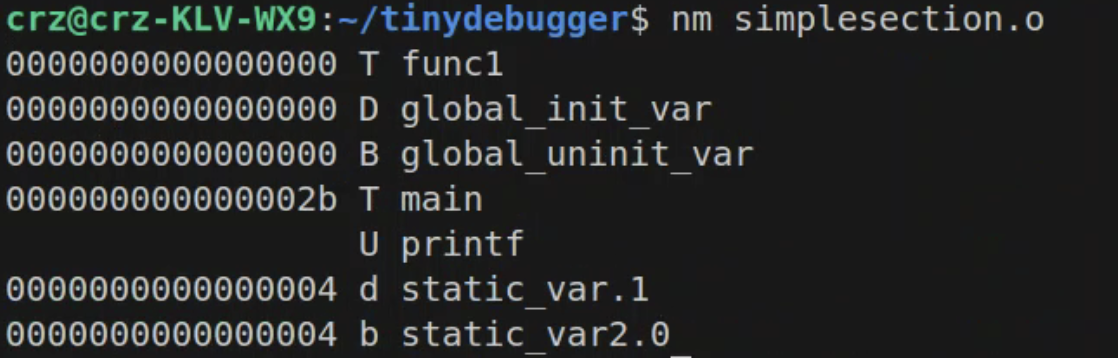 crz@crz-KLV-WX9:~/tinydebugger$ nm simplesection.o
0000000000000000 T func1
0000000000000000 D global_init_var
0000000000000000 B global_uninit_var
000000000000002b T main
                 U printf
0000000000000004 d static_var.1
0000000000000004 b static_var2.0